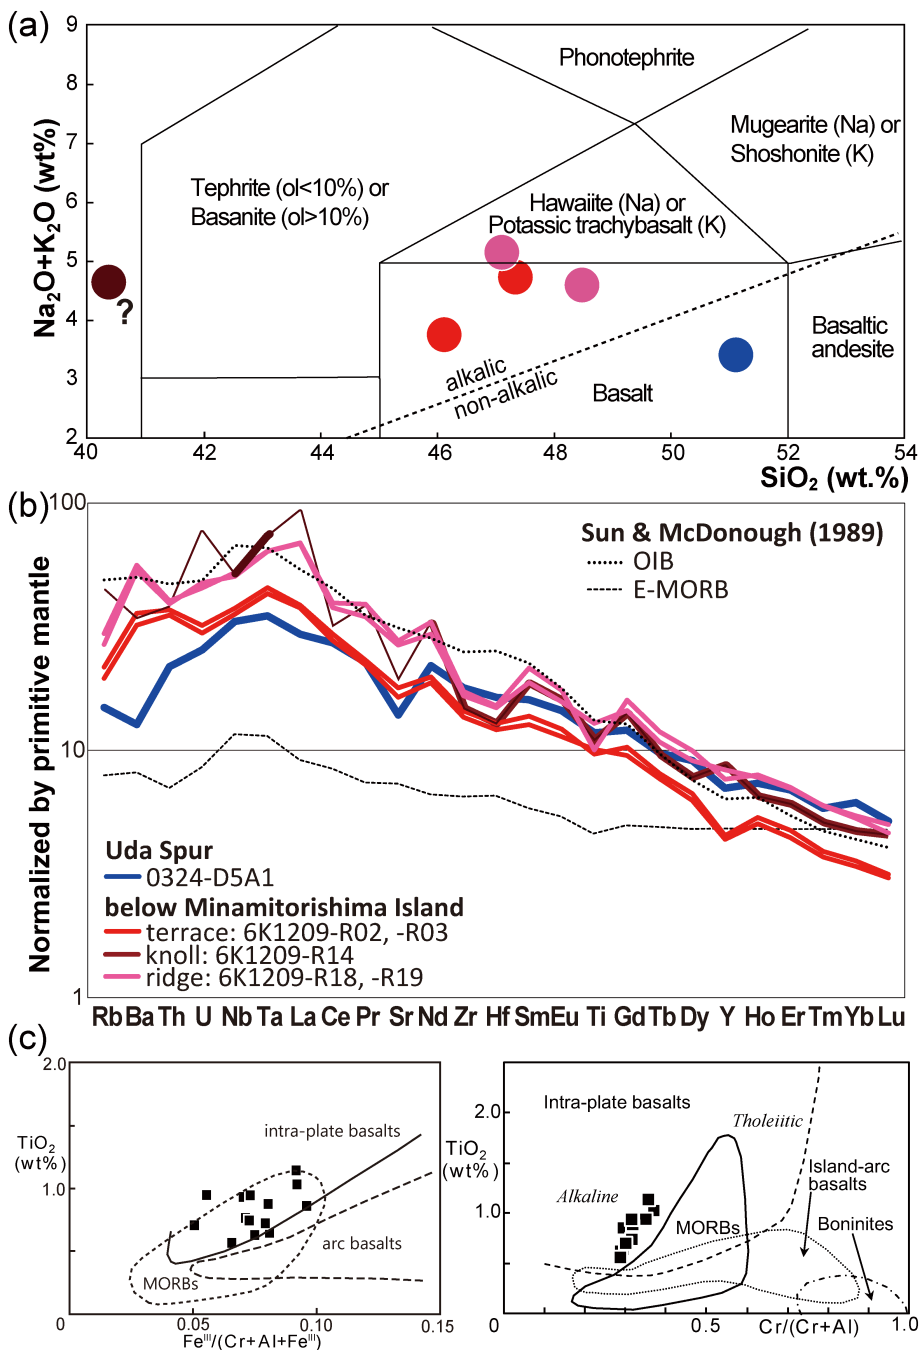 (a)
9
8
7
6
5
4
3
2
Na₂O+K₂O (wt%)
Phonotephrite
Mugearite (Na) or
Shoshonite (K)
Tephrite (ol<10%) or
Basanite (ol>10%)
Hawaiite (Na) or
Potassic trachybasalt (K)
?
alkalic
non-alkalic
Basalt
Basaltic
andesite
40 42 44 46 48 50 52 54
SiO₂ (wt.%)
(b)
100
10
1
Normalized by primitive mantle
Sun & McDonough (1989)
OIB
E-MORB
Uda Spur
0324-D5A1
below Minamitorishima Island
terrace: 6K1209-R02, -R03
knoll: 6K1209-R14
ridge: 6K1209-R18, -R19
Rb Ba Th U Nb Ta La Ce Pr Sr Nd Zr Hf Sm Eu Ti Gd Tb Dy Y Ho Er Tm Yb Lu
(c)
2.0
TiO₂
(wt%)
1.0
intra-plate basalts
arc basalts
MORBs
0 0.05 0.10 0.15
Feᴵᴵᴵ/(Cr+Al+Feᴵᴵᴵ)
2.0
TiO₂
(wt%)
1.0
Intra-plate basalts
Tholeiitic
Alkaline
Island-arc
basalts
MORBs
Boninites
0 0.5 1.0
Cr/(Cr+Al)